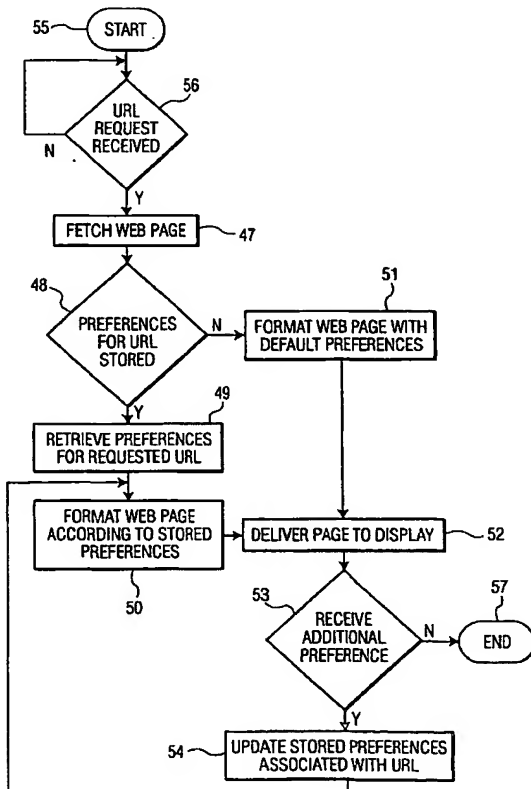 55
START
56
URL
REQUEST
RECEIVED
N
Y
FETCH WEB PAGE
47
48
PREFERENCES
FOR URL
STORED
N
51
FORMAT WEB PAGE WITH
DEFAULT PREFERENCES
Y
49
RETRIEVE PREFERENCES
FOR REQUESTED URL
FORMAT WEB PAGE
ACCORDING TO STORED
PREFERENCES
50
DELIVER PAGE TO DISPLAY
52
53
RECEIVE
ADDITIONAL
PREFERENCE
N
57
END
Y
54
UPDATE STORED PREFERENCES
ASSOCIATED WITH URL